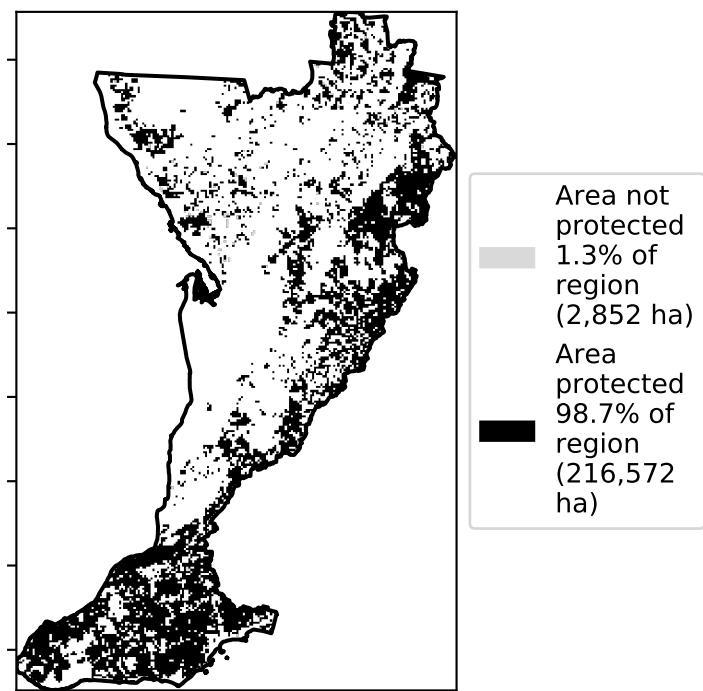 Area not
protected
1.3% of
region
(2,852 ha)
Area
protected
98.7% of
region
(216,572
ha)